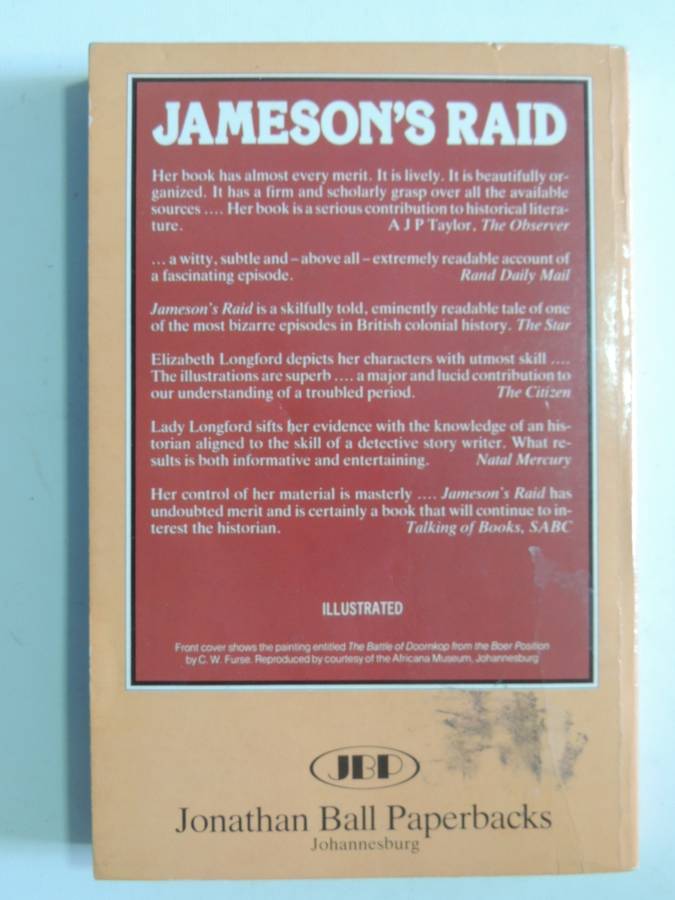 JAMESON'S RAID
Her book has almost every merit. It is lively. It is beautifully or-
ganized. It has a firm and scholarly grasp over all the available
sources .... Her book is a serious contribution to historical litera-
ture. A J P Taylor, The Observer
... a witty, subtle and – above all – extremely readable account of
a fascinating episode. Rand Daily Mail
Jameson's Raid is a skilfully told, eminently readable tale of one
of the most bizarre episodes in British colonial history. The Star
Elizabeth Longford depicts her characters with utmost skill ....
The illustrations are superb .... a major and lucid contribution to
our understanding of a troubled period. The Citizen
Lady Longford sifts her evidence with the knowledge of an his-
torian aligned to the skill of a detective story writer. What re-
sults is both informative and entertaining. Natal Mercury
Her control of her material is masterly .... Jameson's Raid has
undoubted merit and is certainly a book that will continue to in-
terest the historian. Talking of Books, SABC
ILLUSTRATED
Front cover shows the painting entitled The Battle of Doornkop from the Boer Position
by C. W. Furse. Reproduced by courtesy of the Africana Museum, Johannesburg
JBP
Jonathan Ball Paperbacks
Johannesburg